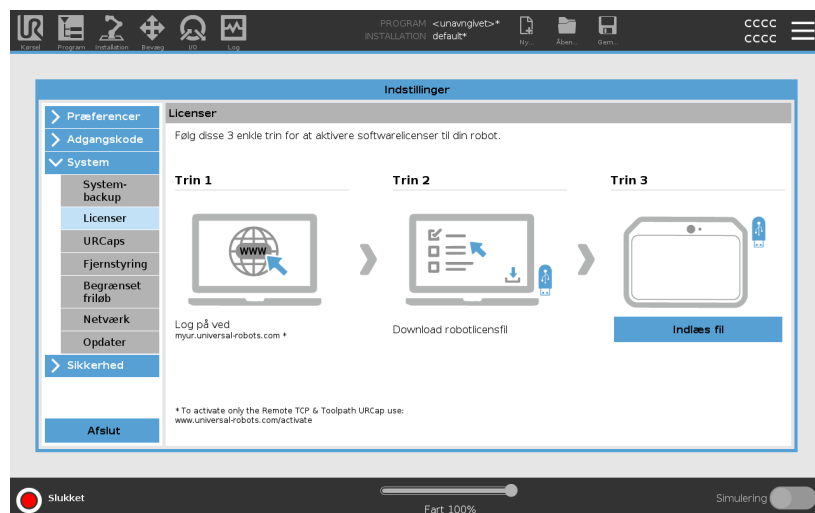 PROGRAM <unavngivet>*
INSTALLATION default*
cccc
cccc
Kørsel
Program
Installation
Bevæg
I/O
Log
Ny...
Åben...
Gem...
Indstillinger
Præferencer
Adgangskode
System
System-
backup
Licenser
URCaps
Fjernstyring
Begrænset
friløb
Netværk
Opdater
Sikkerhed
Afslut
Licenser
Følg disse 3 enkle trin for at aktivere softwarelicenser til din robot.
Trin 1
Trin 2
Trin 3
www
Log på ved
myur.universal-robots.com *
Download robotlicensfil
Indlæs fil
* To activate only the Remote TCP & Toolpath URCap use:
www.universal-robots.com/activate
Slukket
Fart 100%
Simulering